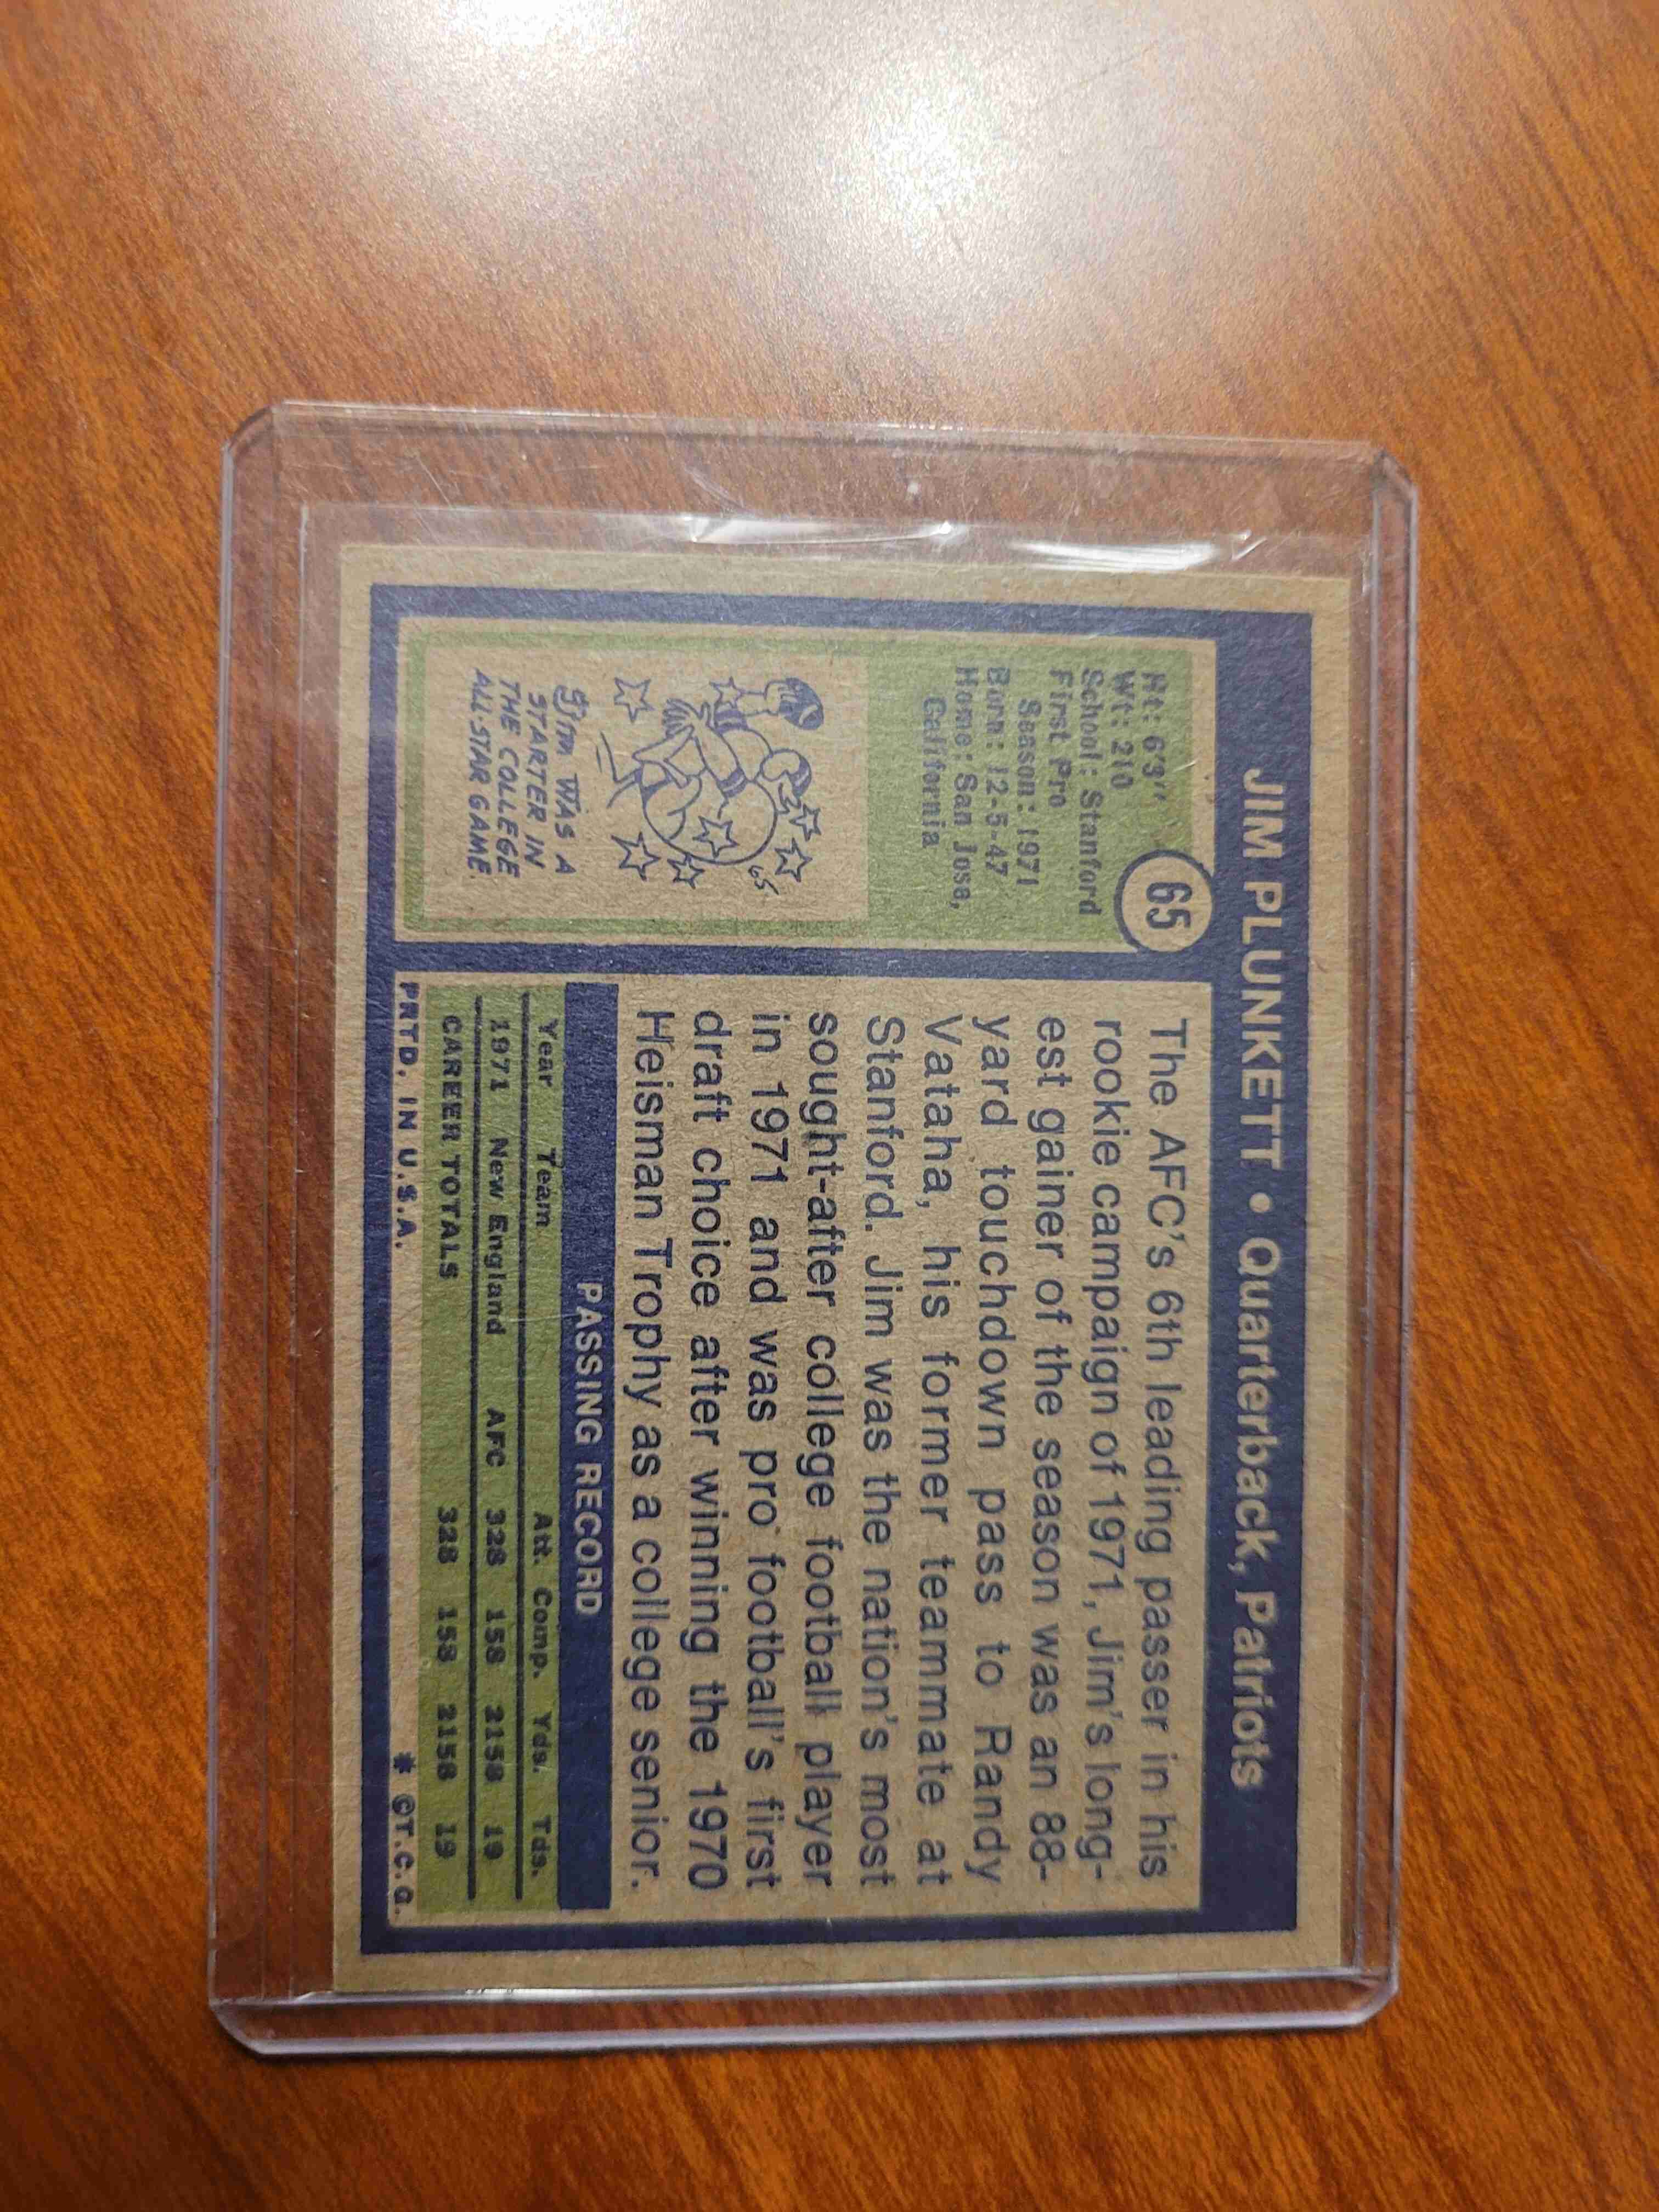 JIM PLUNKETT • Quarterback, Patriots
65
Ht: 6'3"
Wt: 210
School: Stanford
First Pro
Season: 1971
Born: 12-5-47
Home: San Jose,
California
65
Jim WAS A
STARTER IN
THE COLLEGE
ALL-STAR GAME.
The AFC's 6th leading passer in his
rookie campaign of 1971, Jim's long-
est gainer of the season was an 88-
yard touchdown pass to Randy
Vataha, his former teammate at
Stanford. Jim was the nation's most
sought-after college football player
in 1971 and was pro football's first
draft choice after winning the 1970
Heisman Trophy as a college senior.
PASSING RECORD
Year Team Att. Comp. Yds. Tds.
1971 New England AFC 328 158 2158 19
CAREER TOTALS 328 158 2158 19
PRTD. IN U.S.A. * © T.C.G.